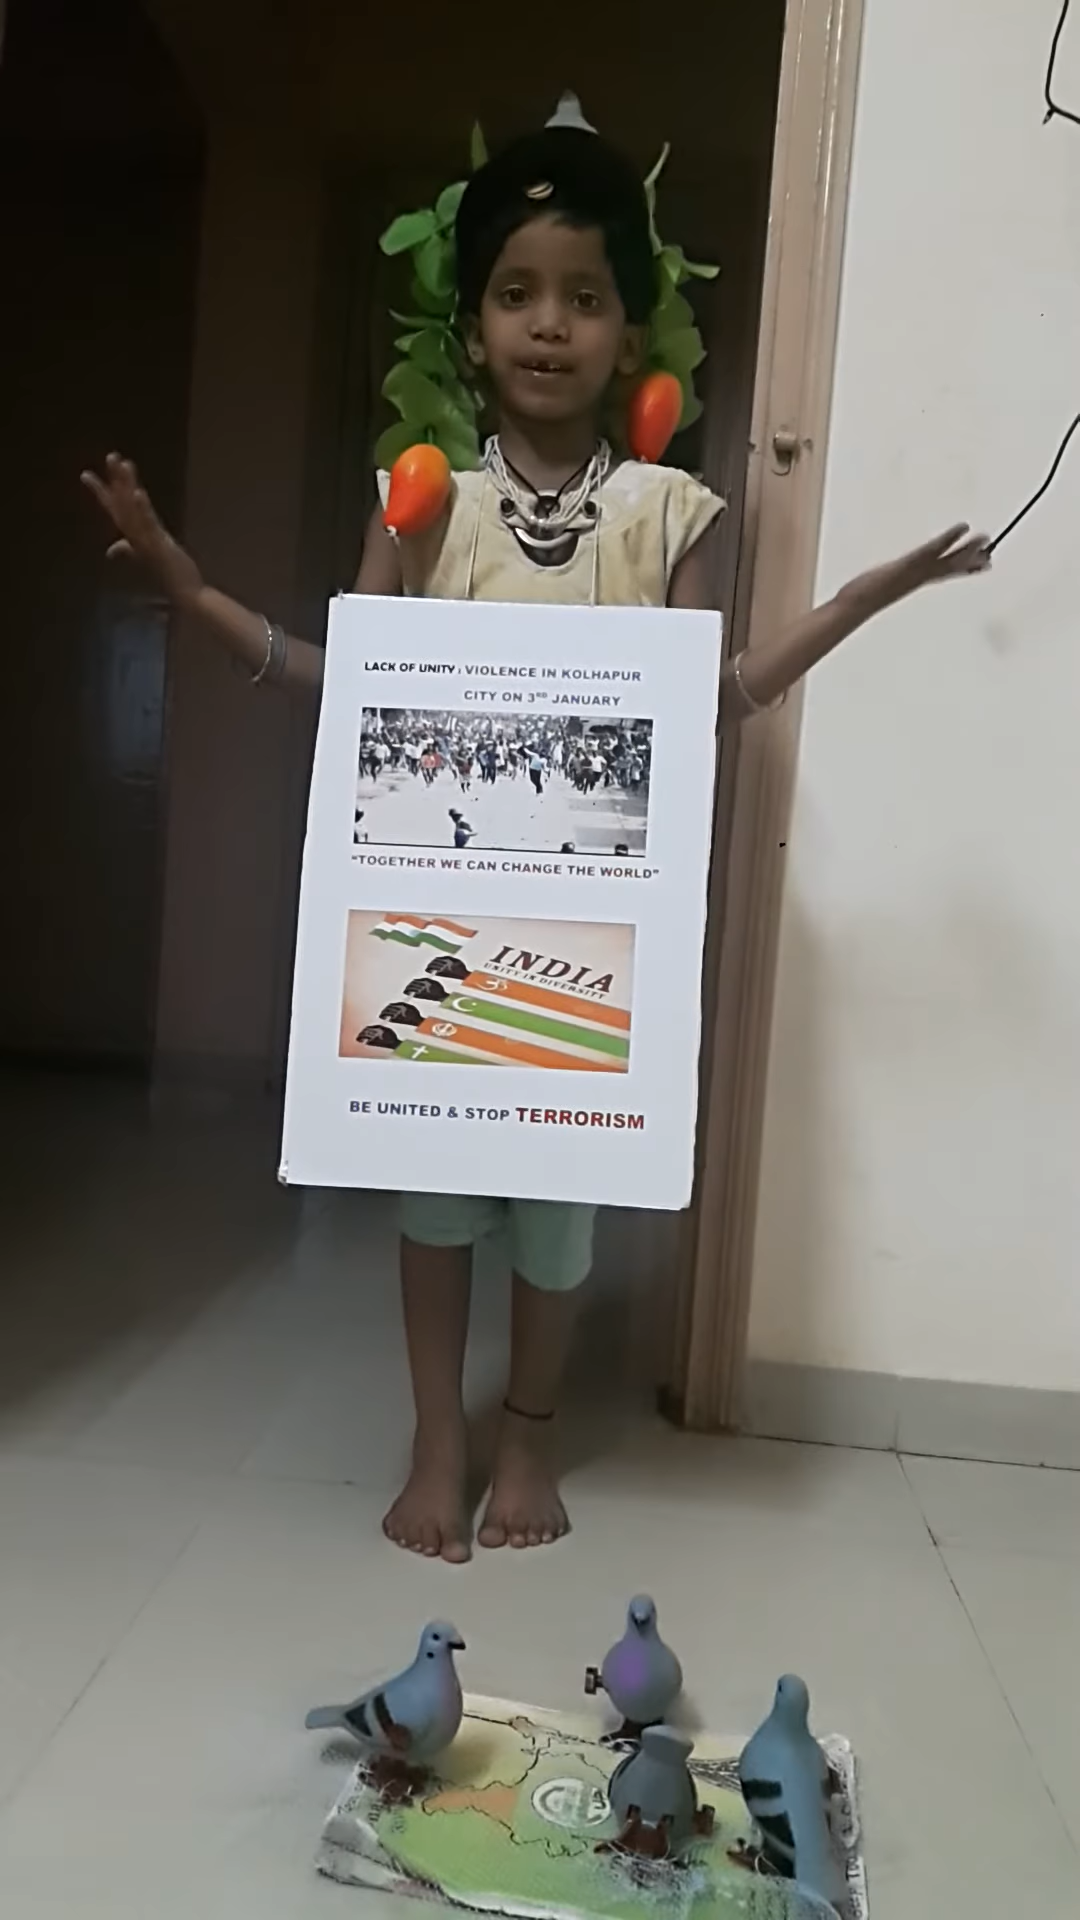 LACK OF UNITY : VIOLENCE IN KOLHAPUR
CITY ON 3RD JANUARY
"TOGETHER WE CAN CHANGE THE WORLD"
INDIA
UNITY IN DIVERSITY
BE UNITED & STOP TERRORISM